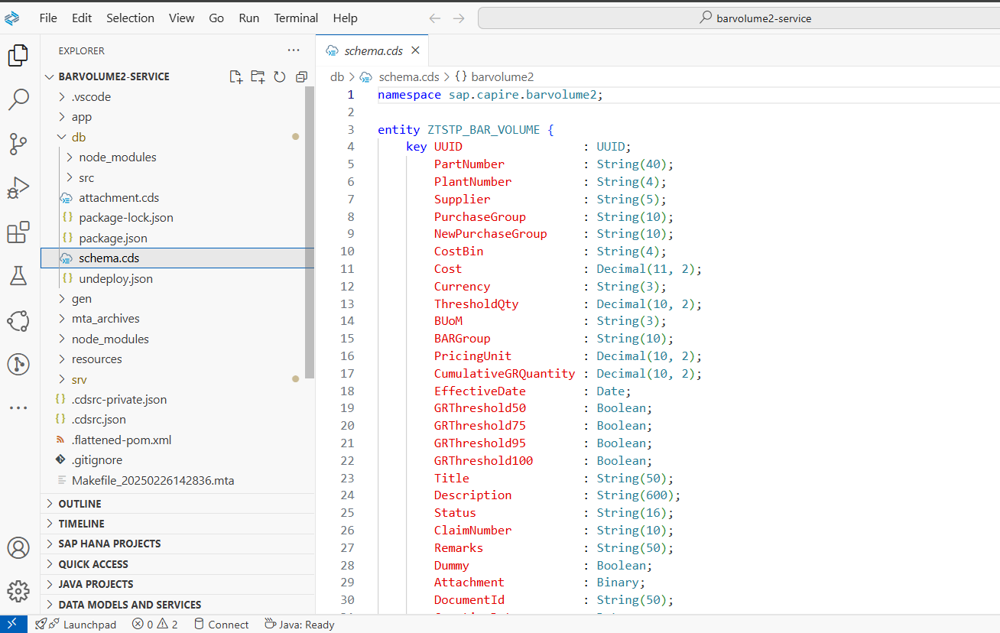 File Edit Selection View Go Run Terminal Help
barvolume2-service
EXPLORER
BARVOLUME2-SERVICE
.vscode
app
db
node_modules
src
attachment.cds
package-lock.json
package.json
schema.cds
undeploy.json
gen
mta_archives
node_modules
resources
srv
.cdsrc-private.json
.cdsrc.json
.flattened-pom.xml
.gitignore
Makefile_20250226142836.mta
OUTLINE
TIMELINE
SAP HANA PROJECTS
QUICK ACCESS
JAVA PROJECTS
DATA MODELS AND SERVICES
schema.cds
db > schema.cds > {} barvolume2
1 namespace sap.capire.barvolume2;
2
3 entity ZTSTP_BAR_VOLUME {
4 key UUID : UUID;
5 PartNumber : String(40);
6 PlantNumber : String(4);
7 Supplier : String(5);
8 PurchaseGroup : String(10);
9 NewPurchaseGroup : String(10);
10 CostBin : String(4);
11 Cost : Decimal(11, 2);
12 Currency : String(3);
13 ThresholdQty : Decimal(10, 2);
14 BUoM : String(3);
15 BARGroup : String(10);
16 PricingUnit : Decimal(10, 2);
17 CumulativeGRQuantity : Decimal(10, 2);
18 EffectiveDate : Date;
19 GRThreshold50 : Boolean;
20 GRThreshold75 : Boolean;
21 GRThreshold95 : Boolean;
22 GRThreshold100 : Boolean;
23 Title : String(50);
24 Description : String(600);
25 Status : String(16);
26 ClaimNumber : String(10);
27 Remarks : String(50);
28 Dummy : Boolean;
29 Attachment : Binary;
30 DocumentId : String(50);
Launchpad 0 2 Connect Java: Ready